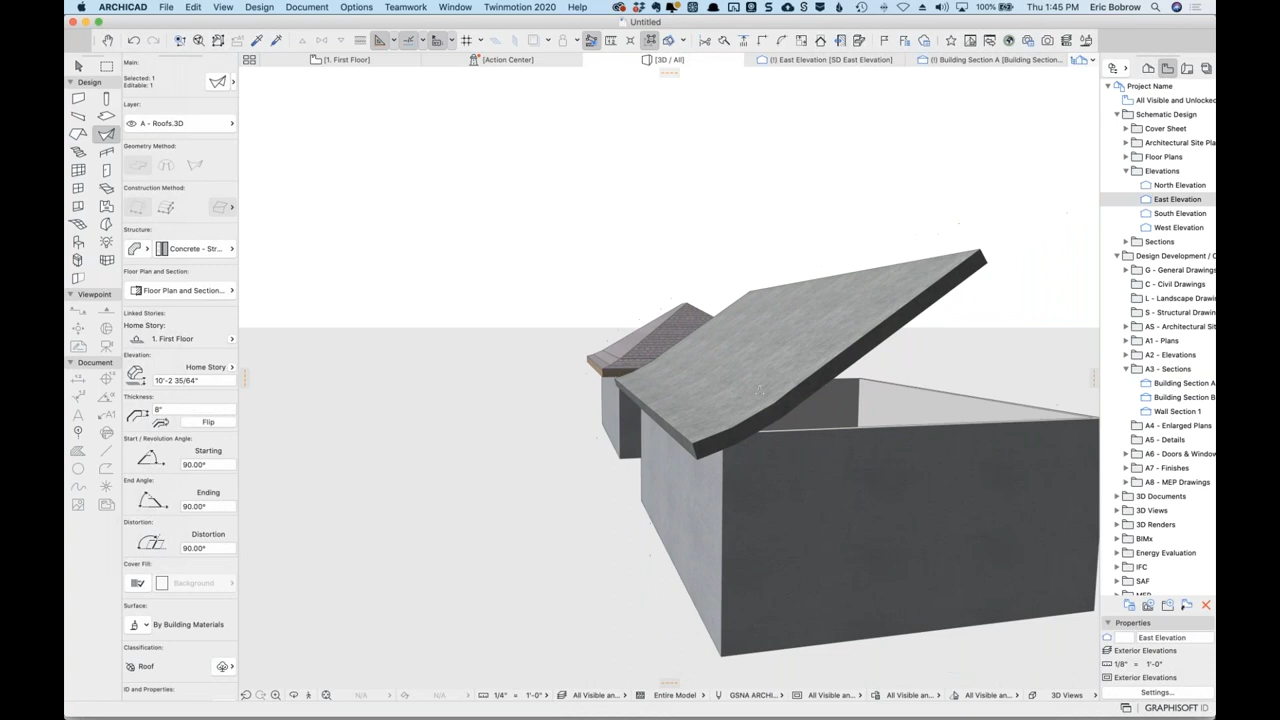 ARCHICAD File Edit View Design Document Options Teamwork Window Twinmotion 2020 Help 100% Thu 1:45 PM Eric Bobrow
Untitled
[1. First Floor] [Action Center] [3D / All] (!) East Elevation [SD East Elevation] (!) Building Section A [Building Section...
Main:
Selected: 1
Editable: 1
Design
Layer:
A - Roofs.3D
Geometry Method:
Construction Method:
Structure:
Concrete - Str...
Floor Plan and Section:
Floor Plan and Section...
Viewpoint
Linked Stories:
Home Story:
1. First Floor
Document
Elevation:
Home Story
10'-2 35/64"
Thickness:
8"
Flip
Start / Revolution Angle:
Starting
90.00°
End Angle:
Ending
90.00°
Distortion:
Distortion
90.00°
Cover Fill:
Background
Surface:
By Building Materials
Classification:
Roof
ID and Properties:
N/A N/A 1/4" = 1'-0" All Visible an... Entire Model GSNA ARCHI... All Visible an... All Visible an... All Visible an... 3D Views
Project Name
All Visible and Unlocked
Schematic Design
Cover Sheet
Architectural Site Pla
Floor Plans
Elevations
North Elevation
East Elevation
South Elevation
West Elevation
Sections
Design Development / C
G - General Drawings
C - Civil Drawings
L - Landscape Drawin
S - Structural Drawin
AS - Architectural Sit
A1 - Plans
A2 - Elevations
A3 - Sections
Building Section A
Building Section B
Wall Section 1
A4 - Enlarged Plans
A5 - Details
A6 - Doors & Window
A7 - Finishes
A8 - MEP Drawings
3D Documents
3D Views
3D Renders
BIMx
Energy Evaluation
IFC
SAF
MEP
Properties
East Elevation
Exterior Elevations
1/8" = 1'-0"
Exterior Elevations
Settings...
GRAPHISOFT ID